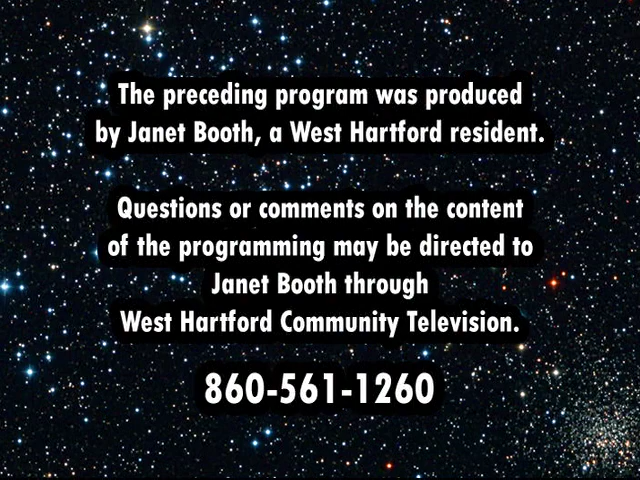 The preceding program was produced
by Janet Booth, a West Hartford resident.
Questions or comments on the content
of the programming may be directed to
Janet Booth through
West Hartford Community Television.
860-561-1260